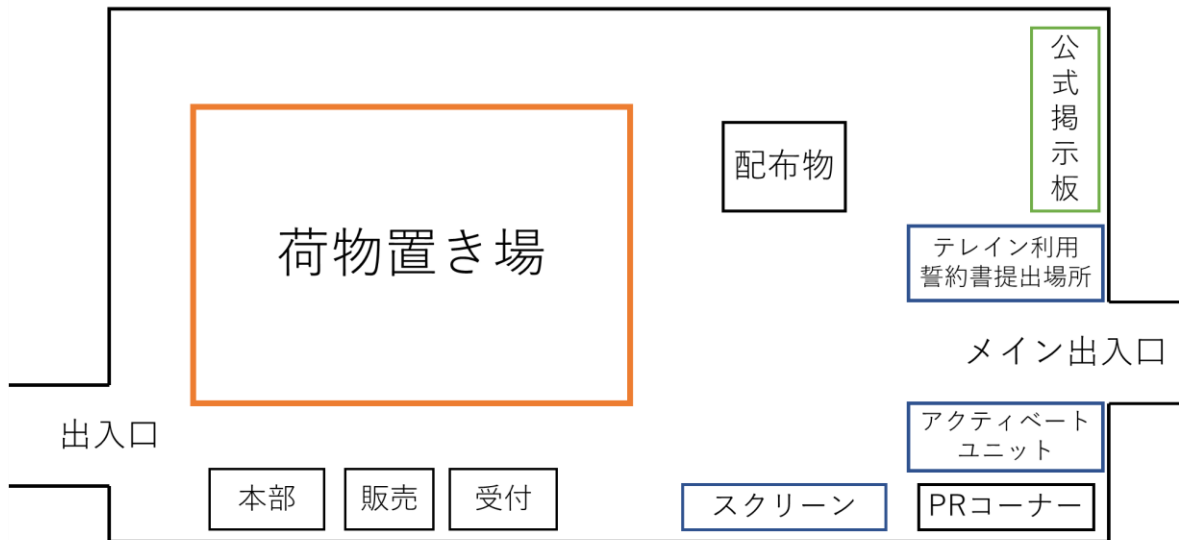 公式掲示板
配布物
荷物置き場
テレイン利用
誓約書提出場所
メイン出入口
アクティベート
ユニット
出入口
本部
販売
受付
スクリーン
PRコーナー